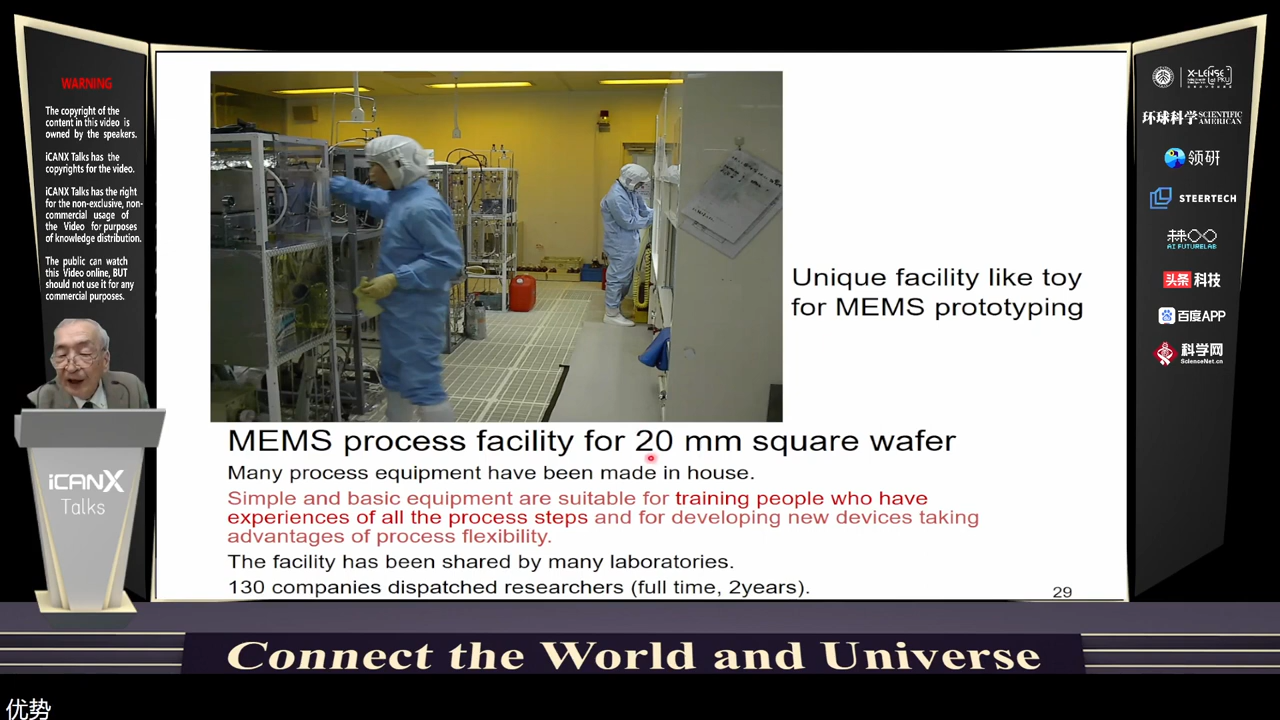 WARNING
The copyright of the
content in this video is
owned by the speakers.
iCANX Talks has the
copyrights for the video.
iCANX Talks has the right
for the non-exclusive, non-
commercial usage of
the Video for purposes
of knowledge distribution.
The public can watch
this Video online, BUT
should not use it for any
commercial purposes.
iCANX
Talks
Unique facility like toy
for MEMS prototyping
MEMS process facility for 20 mm square wafer
Many process equipment have been made in house.
Simple and basic equipment are suitable for training people who have
experiences of all the process steps and for developing new devices taking
advantages of process flexibility.
The facility has been shared by many laboratories.
130 companies dispatched researchers (full time, 2years).
29
X-LENSE
环球科学 SCIENTIFIC AMERICAN
领研
STEERTECH
AI FUTURELAB
头条 科技
百度APP
科学网
ScienceNet.cn
Connect the World and Universe
优势